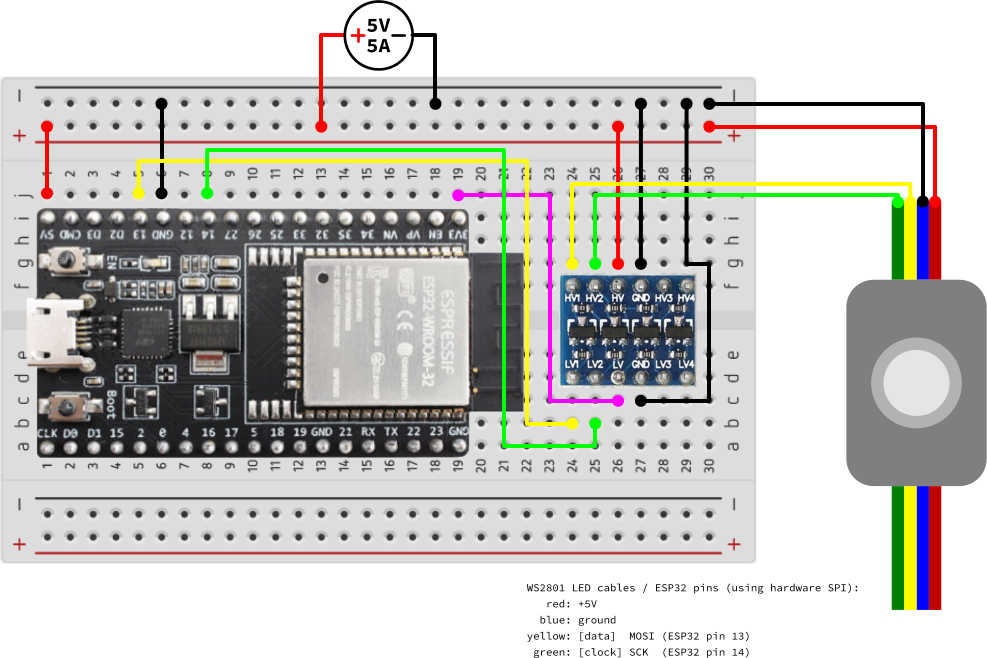 5V
+ −
5A
−
+
1 2 3 4 5 6 7 8 9 10 11 12 13 14 15 16 17 18 19 20 21 22 23 24 25 26 27 28 29 30
−
+
j
i
h
g
f
j
i
h
g
f
5V CMD D3 D2 13 GND 12 14 27 26 25 33 32 35 34 VN VP EN 3V3
EN
ESPRESSIF
ESP32-WROOM-32
HV1 HV2 HV GND HV3 HV4
LV1 LV2 LV GND LV3 LV4
e
d
c
b
a
e
d
c
b
a
Boot
CLK D0 D1 15 2 0 4 16 17 5 18 19 GND 21 RX TX 22 23 GND
1 2 3 4 5 6 7 8 9 10 11 12 13 14 15 16 17 18 19 20 21 22 23 24 25 26 27 28 29 30
−
+
−
+
WS2801 LED cables / ESP32 pins (using hardware SPI):
red: +5V
blue: ground
yellow: [data] MOSI (ESP32 pin 13)
green: [clock] SCK (ESP32 pin 14)